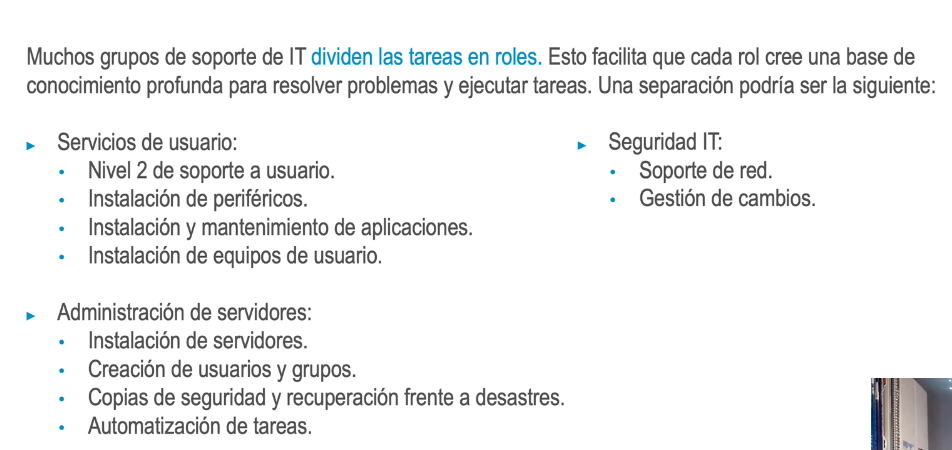 Muchos grupos de soporte de IT dividen las tareas en roles. Esto facilita que cada rol cree una base de
conocimiento profunda para resolver problemas y ejecutar tareas. Una separación podría ser la siguiente:
► Servicios de usuario:
• Nivel 2 de soporte a usuario.
• Instalación de periféricos.
• Instalación y mantenimiento de aplicaciones.
• Instalación de equipos de usuario.
► Administración de servidores:
• Instalación de servidores.
• Creación de usuarios y grupos.
• Copias de seguridad y recuperación frente a desastres.
• Automatización de tareas.
► Seguridad IT:
• Soporte de red.
• Gestión de cambios.